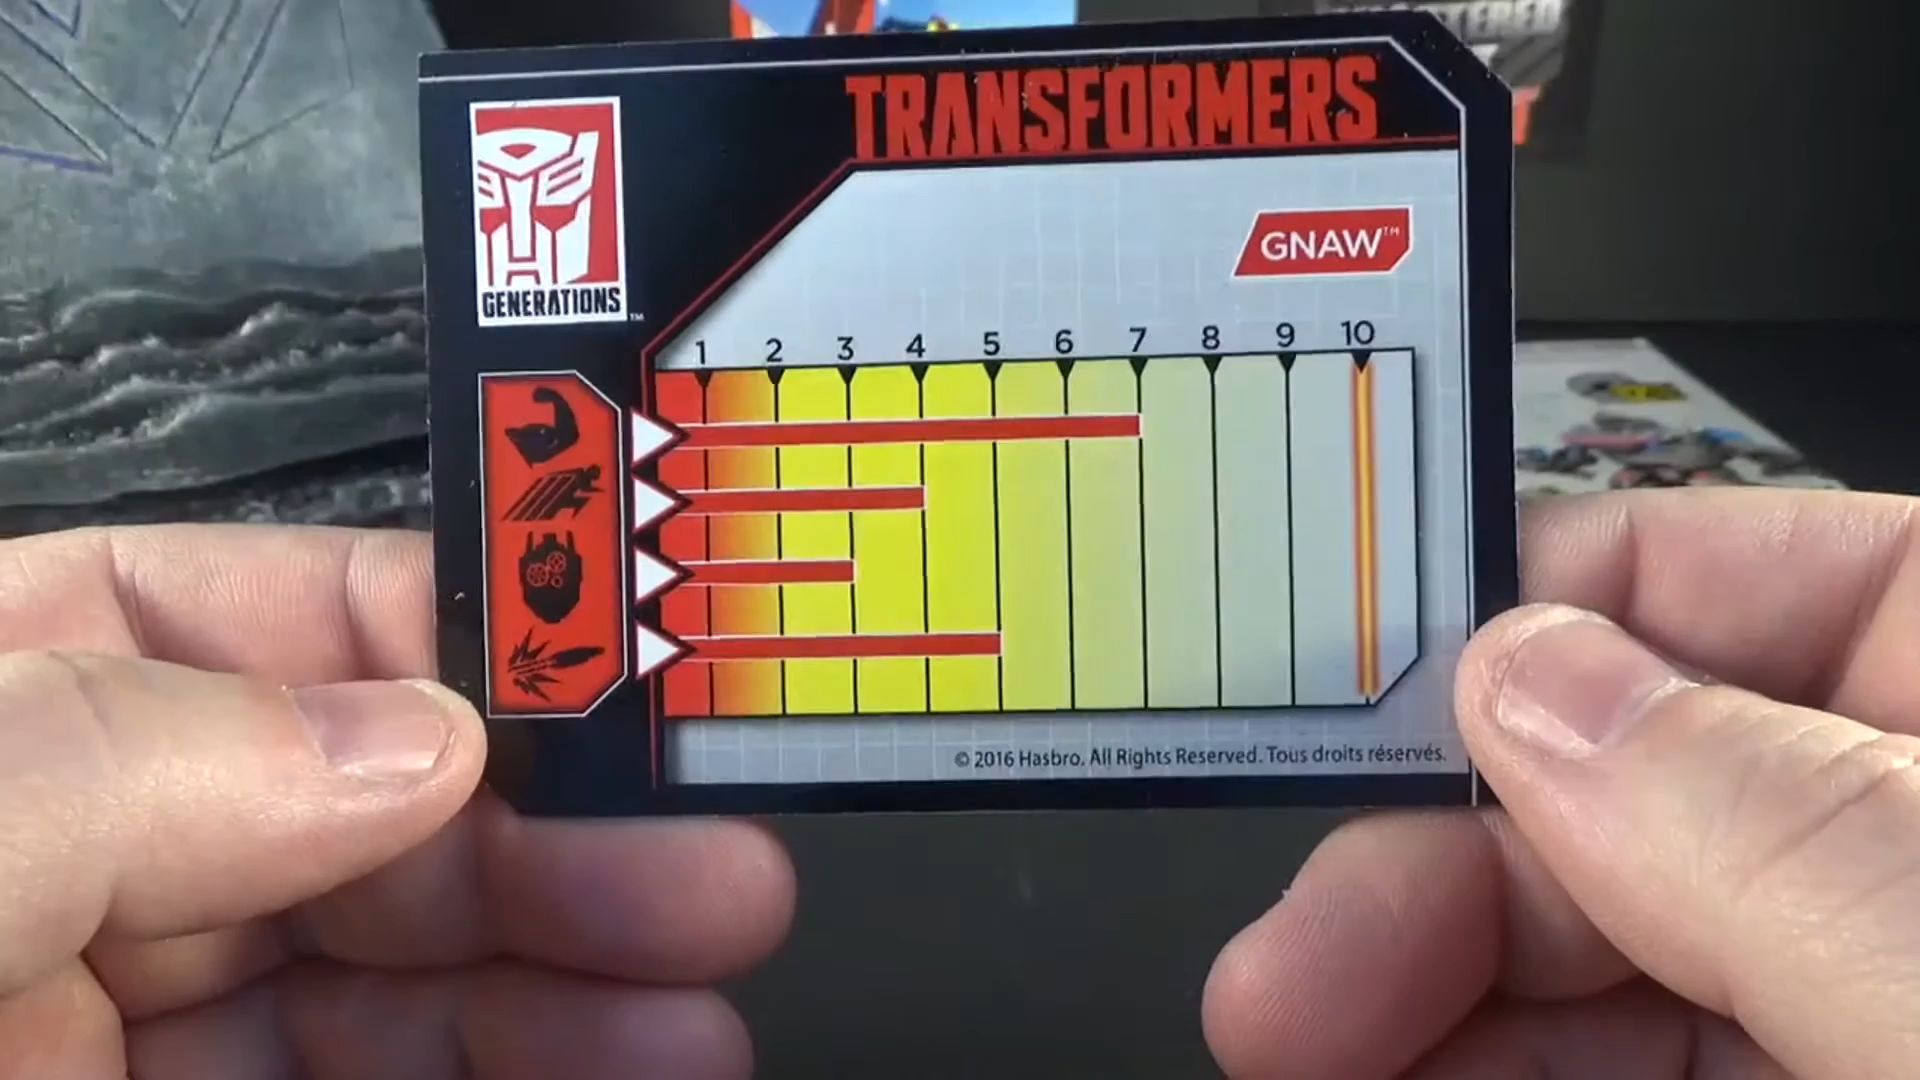 TRANSFORMERS
GENERATIONS™
GNAW™
1 2 3 4 5 6 7 8 9 10
© 2016 Hasbro. All Rights Reserved. Tous droits réservés.